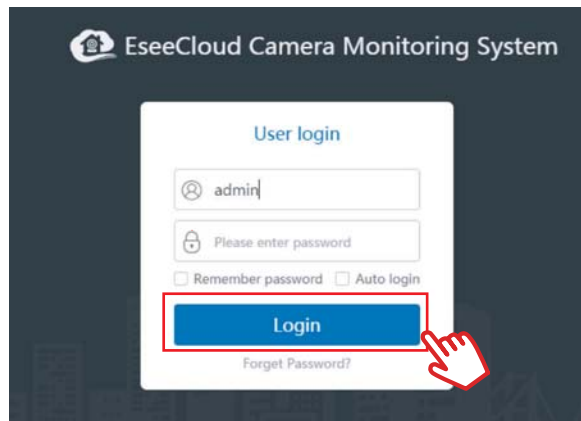 EseeCloud Camera Monitoring System
User login
admin
Please enter password
Remember password Auto login
Login
Forget Password?